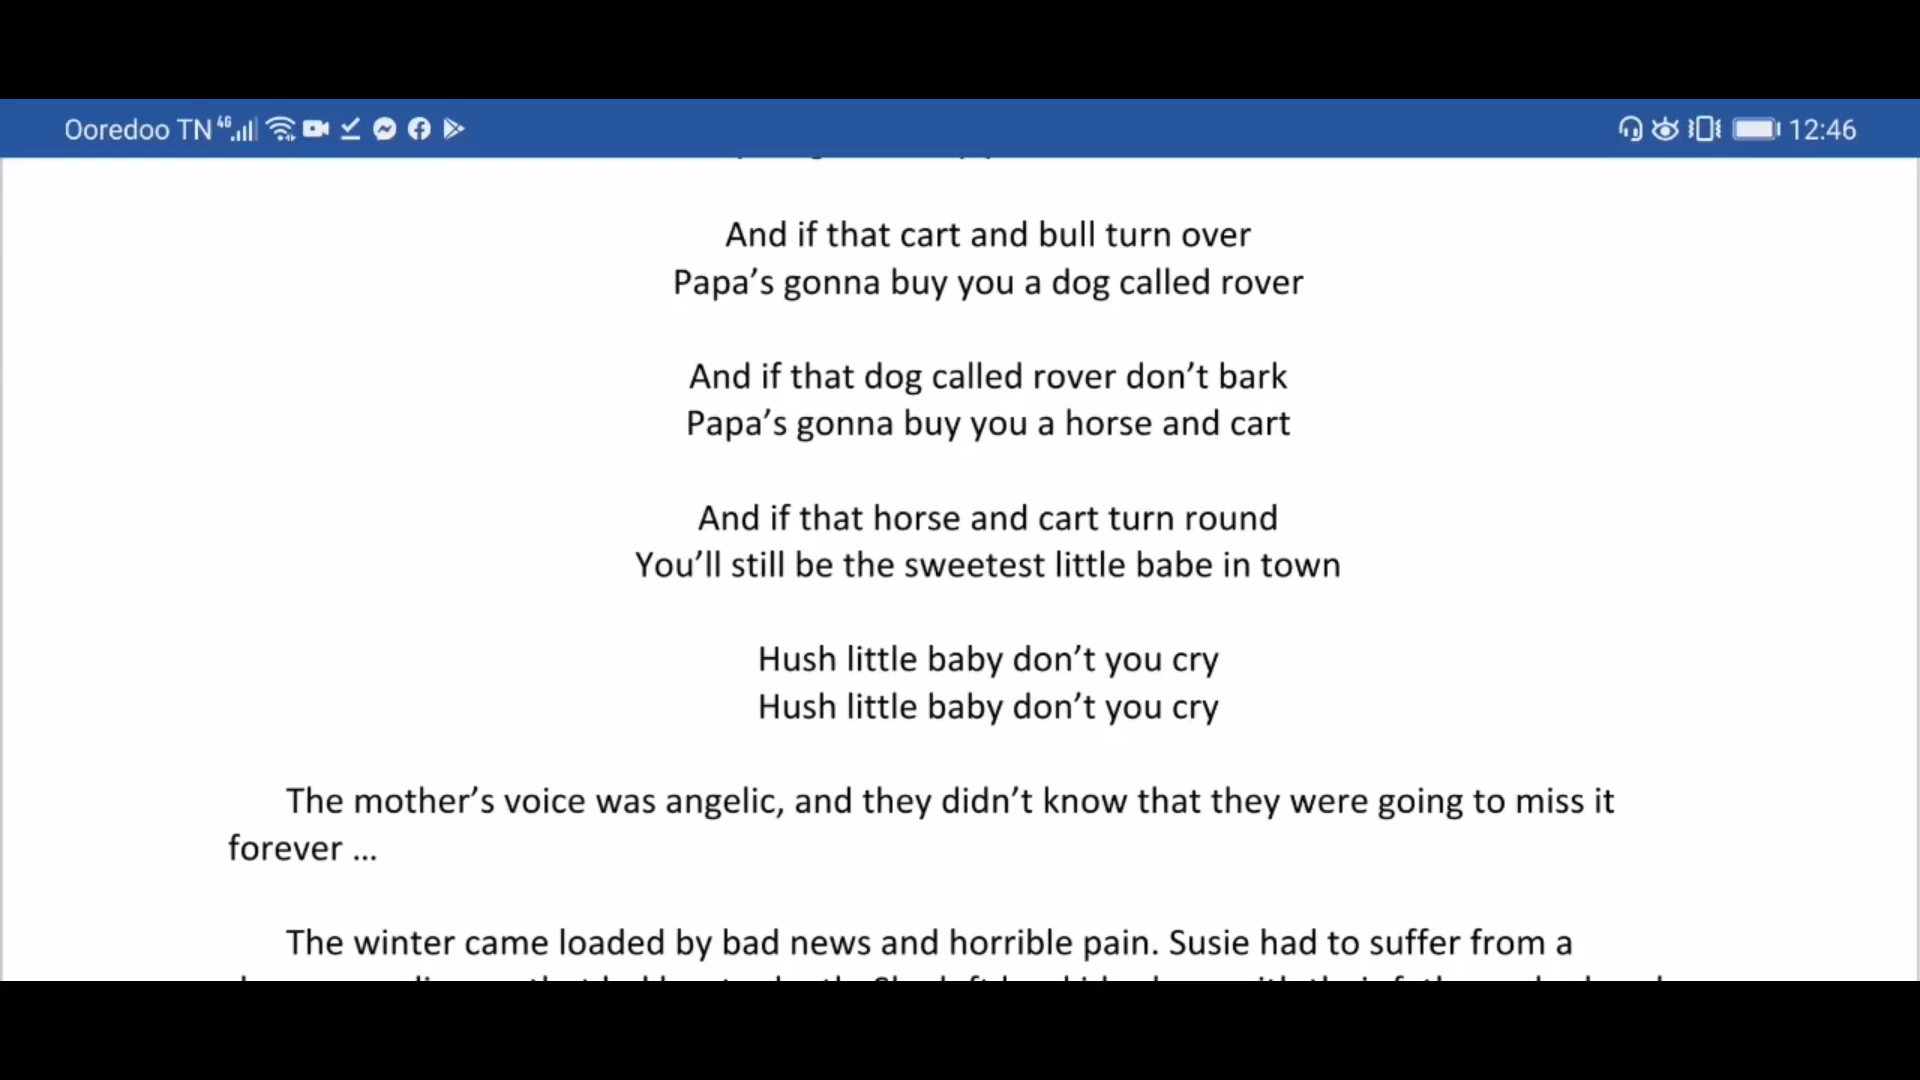 Ooredoo TN 4G 12:46
And if that cart and bull turn over
Papa’s gonna buy you a dog called rover
And if that dog called rover don’t bark
Papa’s gonna buy you a horse and cart
And if that horse and cart turn round
You’ll still be the sweetest little babe in town
Hush little baby don’t you cry
Hush little baby don’t you cry
The mother’s voice was angelic, and they didn’t know that they were going to miss it
forever ...
The winter came loaded by bad news and horrible pain. Susie had to suffer from a